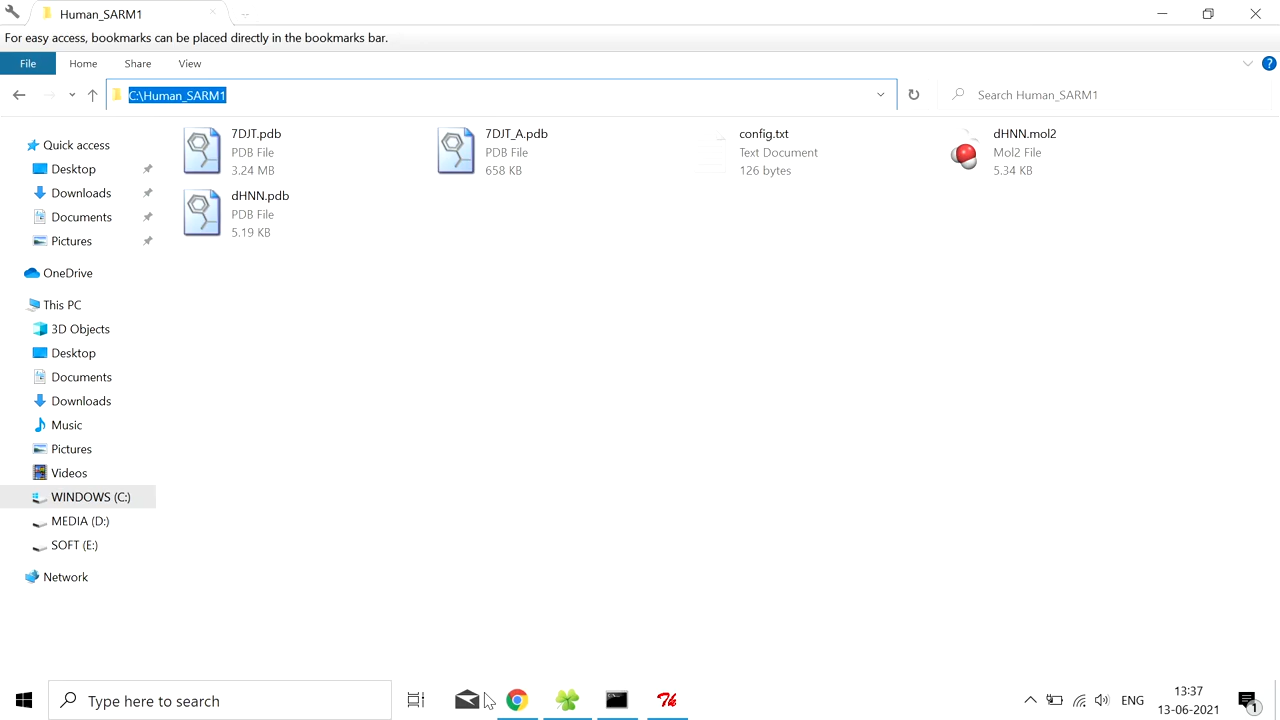 Human_SARM1
For easy access, bookmarks can be placed directly in the bookmarks bar.
File Home Share View
C:\Human_SARM1
Search Human_SARM1
Quick access
Desktop
Downloads
Documents
Pictures
OneDrive
This PC
3D Objects
Desktop
Documents
Downloads
Music
Pictures
Videos
WINDOWS (C:)
MEDIA (D:)
SOFT (E:)
Network
7DJT.pdb
PDB File
3.24 MB
7DJT_A.pdb
PDB File
658 KB
config.txt
Text Document
126 bytes
dHNN.mol2
Mol2 File
5.34 KB
dHNN.pdb
PDB File
5.19 KB
Type here to search
ENG
13:37
13-06-2021
1